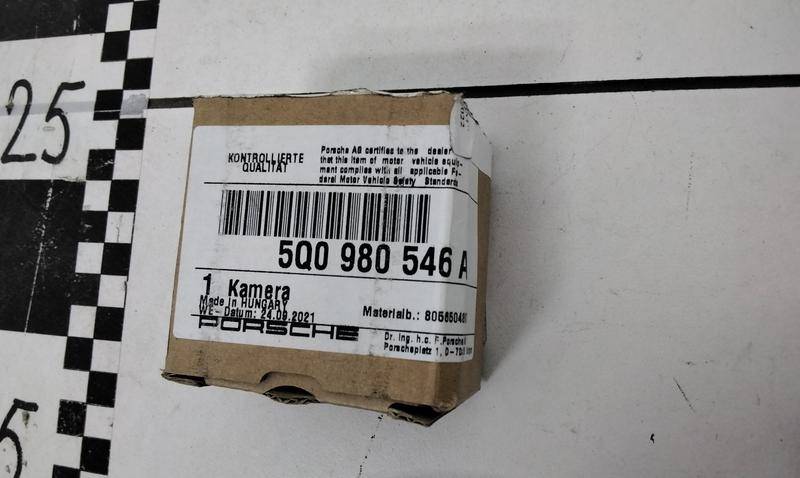 25
KONTROLLIERTE
QUALITÄT
Porsche AG certifies to the dealer
that this item of motor vehicle equip-
ment complies with all applicable Fe-
deral Motor Vehicle Safety Standards
5Q0 980 546 A
1 Kamera
Made in HUNGARY
WE- Datum: 24.09.2021
Materialb.:
PORSCHE
Dr. Ing. h.c. F. Porsche
Porscheplatz 1, D-
5